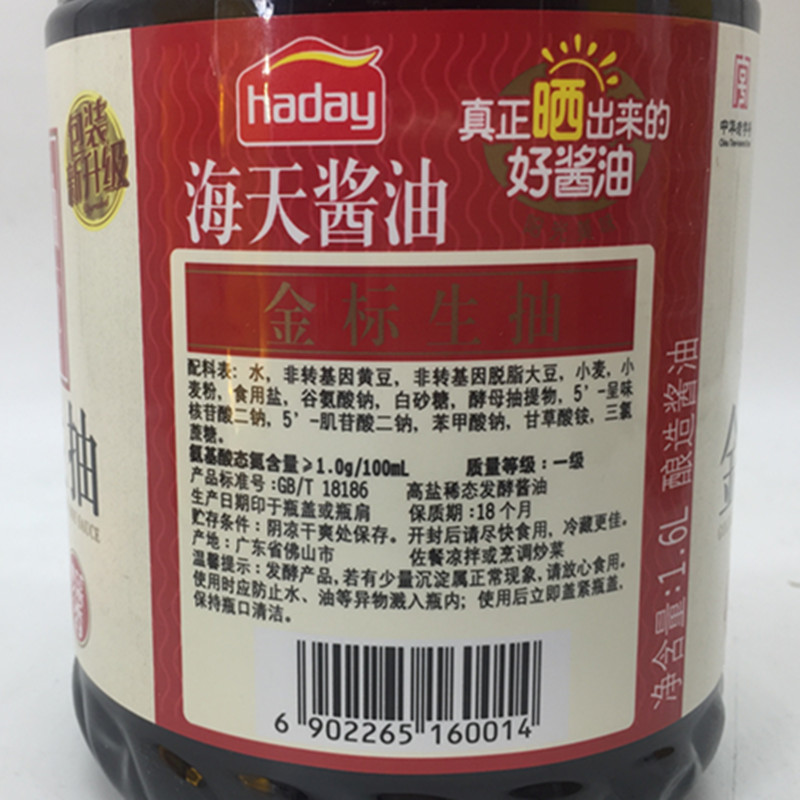 Haday
海天酱油
真正晒出来的
好酱油
包装
新升级
金标生抽
配料表: 水, 非转基因黄豆, 非转基因脱脂大豆, 小麦, 小
麦粉, 食用盐, 谷氨酸钠, 白砂糖, 酵母抽提物, 5'-呈味
核苷酸二钠, 5'-肌苷酸二钠, 苯甲酸钠, 甘草酸铵, 三氯
蔗糖。
氨基酸态氮含量≥1.0g/100mL 质量等级:一级
产品标准号:GB/T 18186 高盐稀态发酵酱油
生产日期印于瓶盖或瓶肩 保质期:18个月
贮存条件: 阴凉干爽处保存。开封后请尽快食用, 冷藏更佳。
产地: 广东省佛山市 佐餐凉拌或烹调炒菜
温馨提示: 发酵产品, 若有少量沉淀属正常现象, 请放心食用。
使用时应防止水、油等异物溅入瓶内; 使用后立即盖紧瓶盖,
保持瓶口清洁。
6 902265 160014
净含量:1.6L 酿造酱油
抽
SAUCE
中华老字号